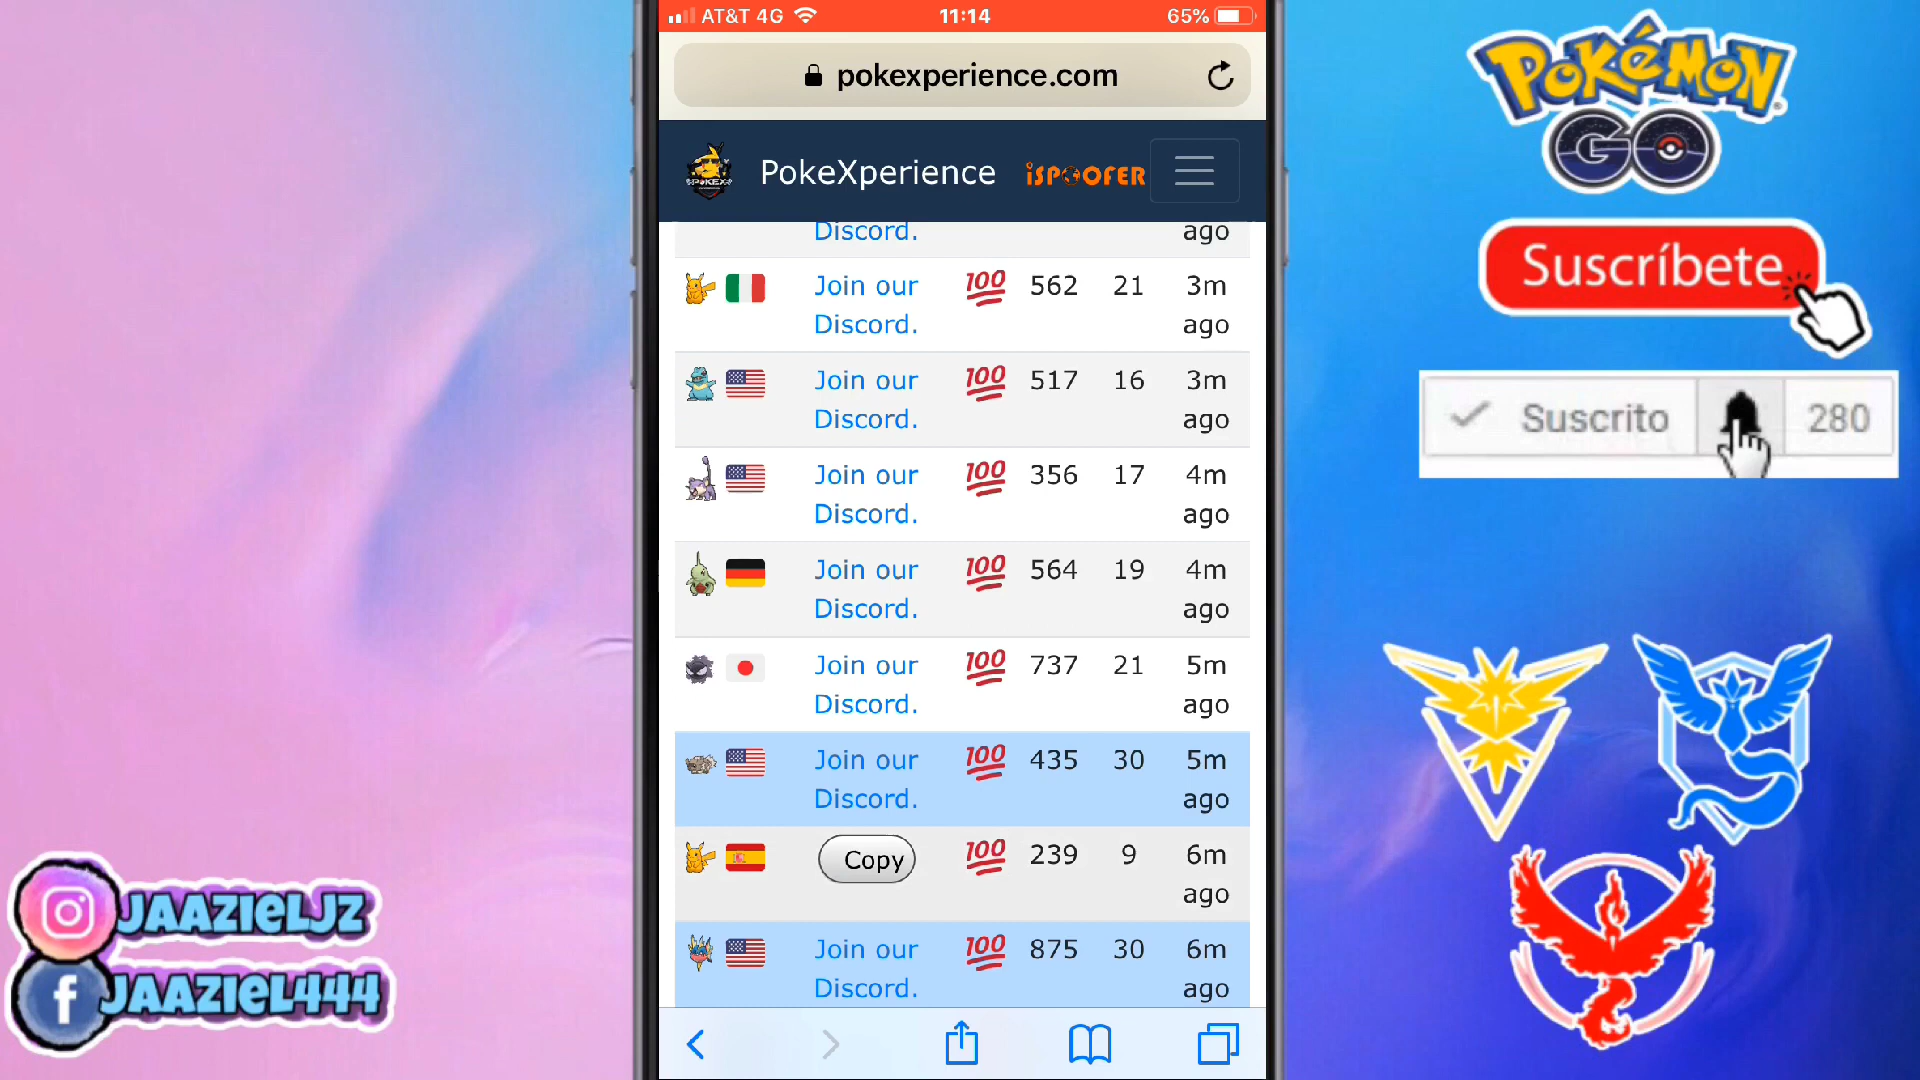 AT&T 4G 11:14 65%
pokexperience.com
POKEX
PokeXperience iSPOOFER
Discord. ago
Join our 100 562 21 3m
Discord. ago
Join our 100 517 16 3m
Discord. ago
Join our 100 356 17 4m
Discord. ago
Join our 100 564 19 4m
Discord. ago
Join our 100 737 21 5m
Discord. ago
Join our 100 435 30 5m
Discord. ago
Copy 100 239 9 6m
ago
Join our 100 875 30 6m
Discord. ago
POKéMON
GO
Suscríbete
Suscrito 280
JAAZIELJZ
f JAAZIEL444